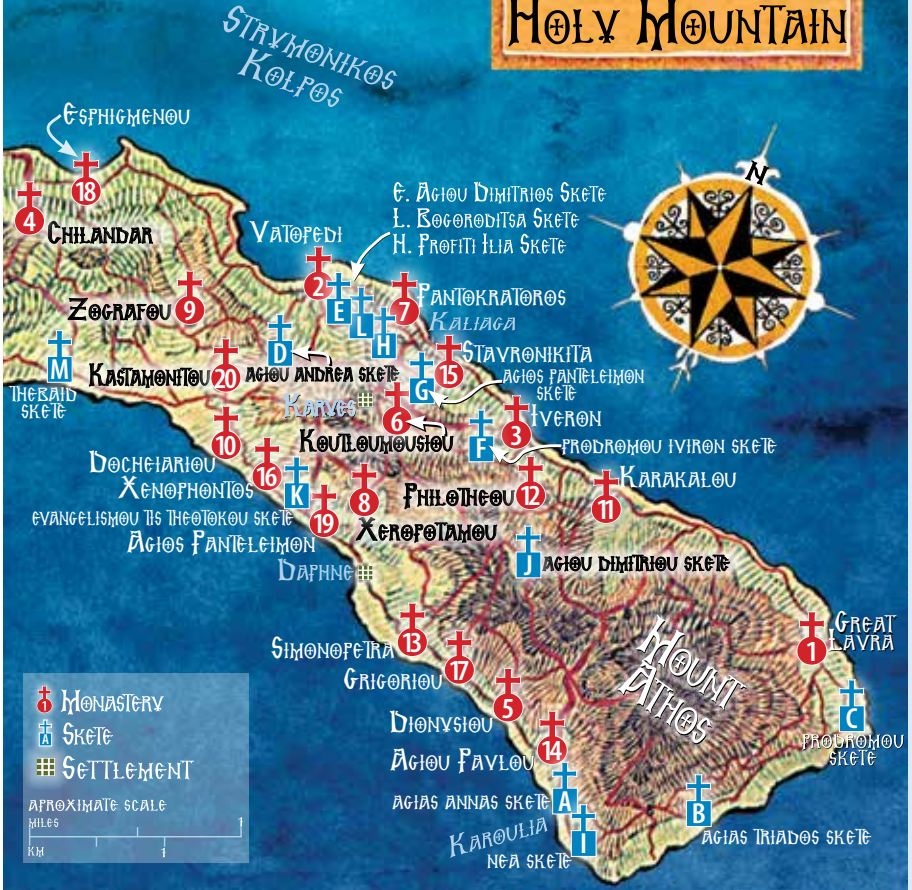 HOLY MOUNTAIN
STRYMONIKOS
KOLPOS
N
ESPHIGMENOU
18
4
CHILANDAR
E. AGIOU DIMITRIOS SKETE
L. BOGORODITSA SKETE
H. PROFITI ILIA SKETE
VATOPEDI
2
E
L
H
7
PANTOKRATOROS
KALIAGA
ZOGRAFOU
9
D
AGIOU ANDREA SKETE
STAVRONIKITA
15
M
THEBAID
SKETE
KASTAMONITOU
20
G
AGIOS PANTELEIMON
SKETE
KARYES
6
KOUTLOUMOUSIOU
F
3
IVERON
PRODROMOU IVIRON SKETE
10
DOCHEIARIOU
16
XENOPHONTOS
K
EVANGELISMOU TIS THEOTOKOU SKETE
19
AGIOS PANTELEIMON
8
XEROPOTAMOU
PHILOTHEOU
12
11
KARAKALOU
J
AGIOU DIMITRIOU SKETE
DAPHNE
13
SIMONOPETRA
17
GRIGORIOU
5
DIONYSIOU
14
AGIOU PAVLOU
MOUNT
ATHOS
1
GREAT
LAVRA
C
PRODROMOU
SKETE
A
AGIAS ANNAS SKETE
KAROULIA
I
NEA SKETE
B
AGIAS TRIADOS SKETE
1
MONASTERY
A
SKETE
SETTLEMENT
APROXIMATE SCALE
MILES
1
KM
1